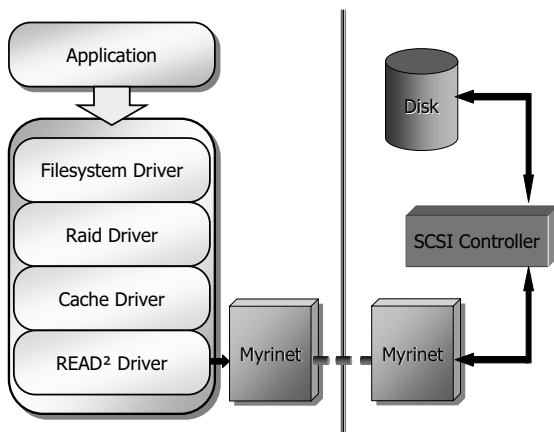 Application
Filesystem Driver
Raid Driver
Cache Driver
READ² Driver
Myrinet
Disk
SCSI Controller
Myrinet